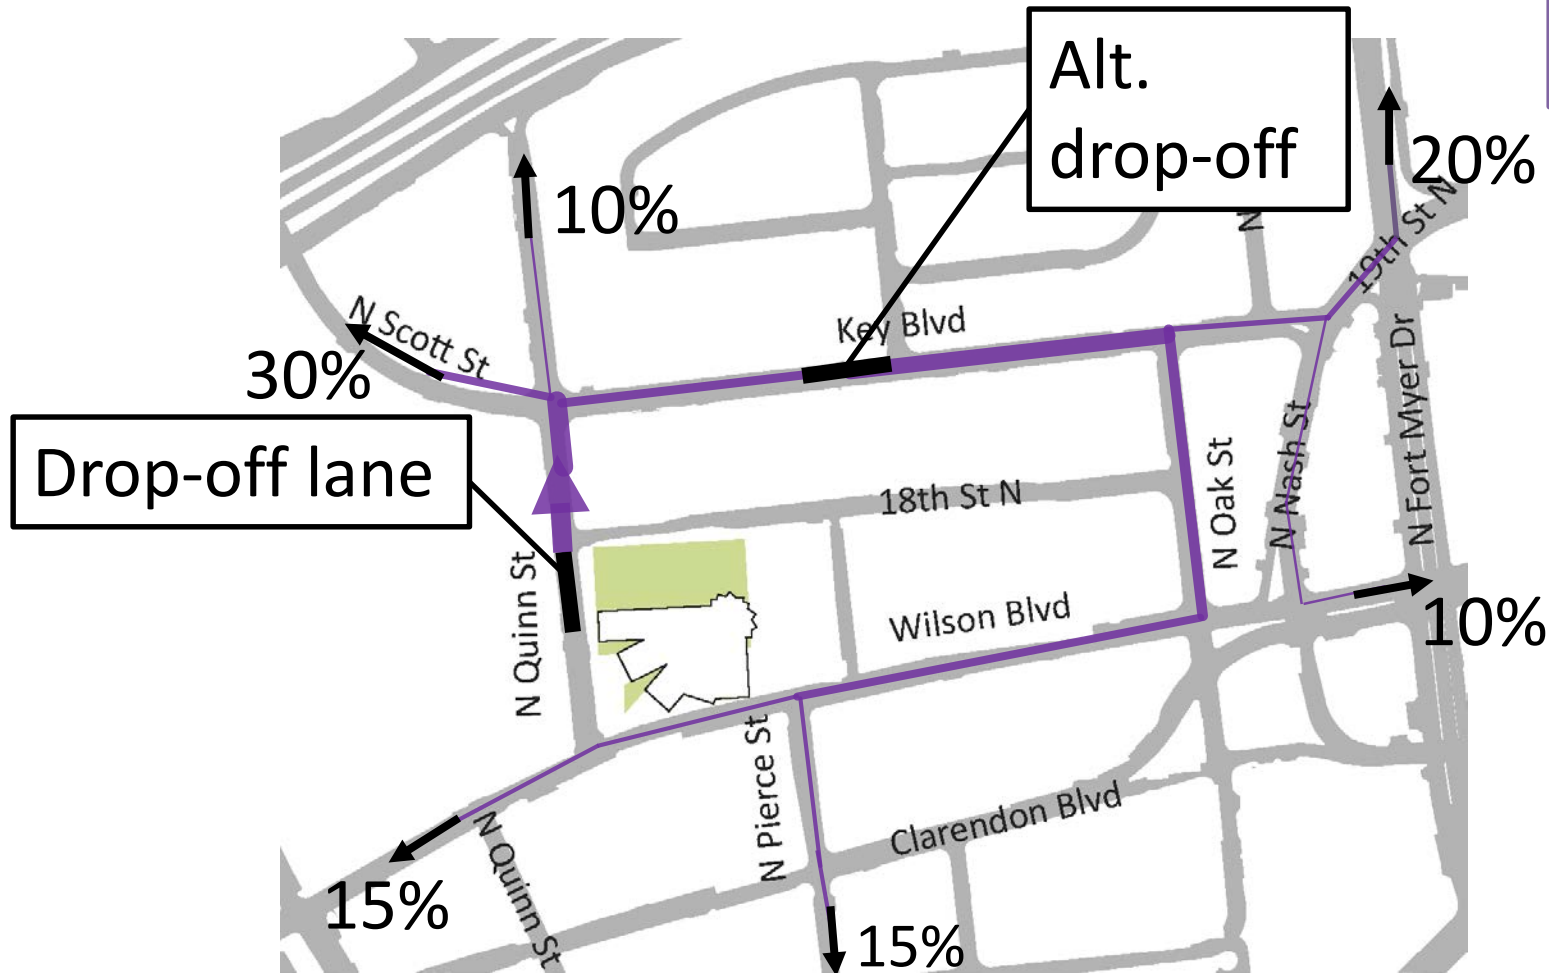 Alt.
drop-off
20%
10%
N
19th St N
N Scott St
Key Blvd
30%
N Fort Myer Dr
Drop-off lane
N Nash St
N Oak St
18th St N
N Quinn St
Wilson Blvd
10%
N Pierce St
Clarendon Blvd
N Quinn St
15%
15%